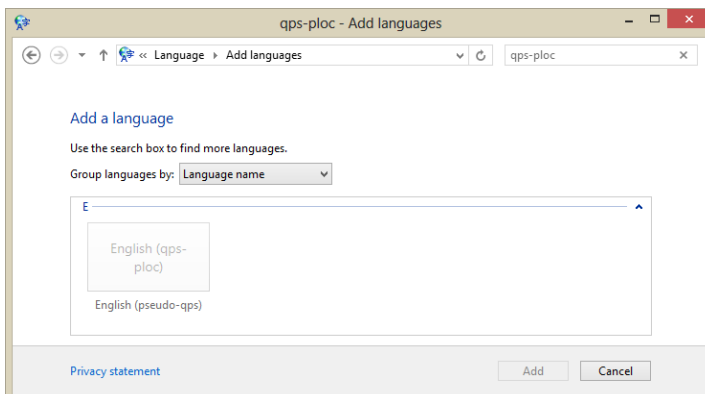 qps-ploc - Add languages
« Language Add languages
qps-ploc
Add a language
Use the search box to find more languages.
Group languages by: Language name
E
English (qps-
ploc)
English (pseudo-qps)
Privacy statement
Add Cancel